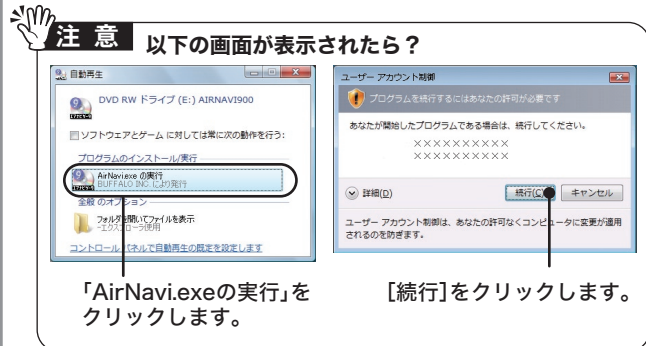 注 意
以下の画面が表示されたら？
自動再生
DVD RW ドライブ (E:) AIRNAVI900
ソフトウェアとゲーム に対しては常に次の動作を行う:
プログラムのインストール/実行
AirNavi.exe の実行
BUFFALO INC. により発行
全般 のオプション
フォルダを開いてファイルを表示
-エクスプローラ使用
コントロール パネルで自動再生の既定を設定します
「AirNavi.exeの実行」を
クリックします。
ユーザー アカウント制御
プログラムを続行するにはあなたの許可が必要です
あなたが開始したプログラムである場合は、続行してください。
××××××××××
××××××××××
詳細(D)
続行(C)
キャンセル
ユーザー アカウント制御は、あなたの許可なくコンピュータに変更が適用
されるのを防ぎます。
[続行]をクリックします。